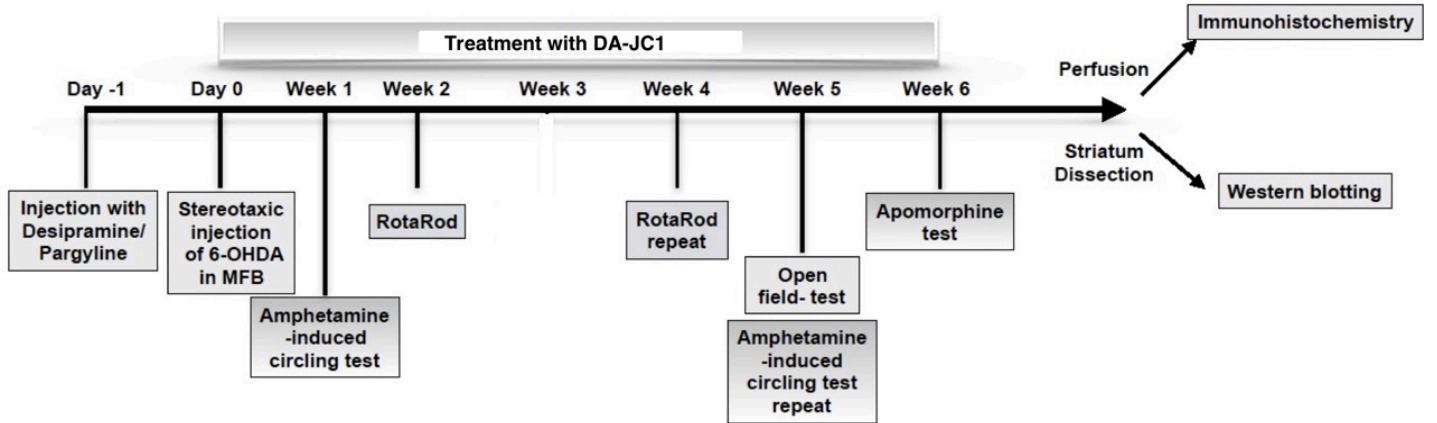 Treatment with DA-JC1
Immunohistochemistry
Perfusion
Day -1
Day 0
Week 1
Week 2
Week 3
Week 4
Week 5
Week 6
Striatum
Dissection
Western blotting
Injection with
Desipramine/
Pargyline
Stereotaxic
injection
of 6-OHDA
in MFB
Amphetamine
-induced
circling test
RotaRod
RotaRod
repeat
Open
field- test
Amphetamine
-induced
circling test
repeat
Apomorphine
test